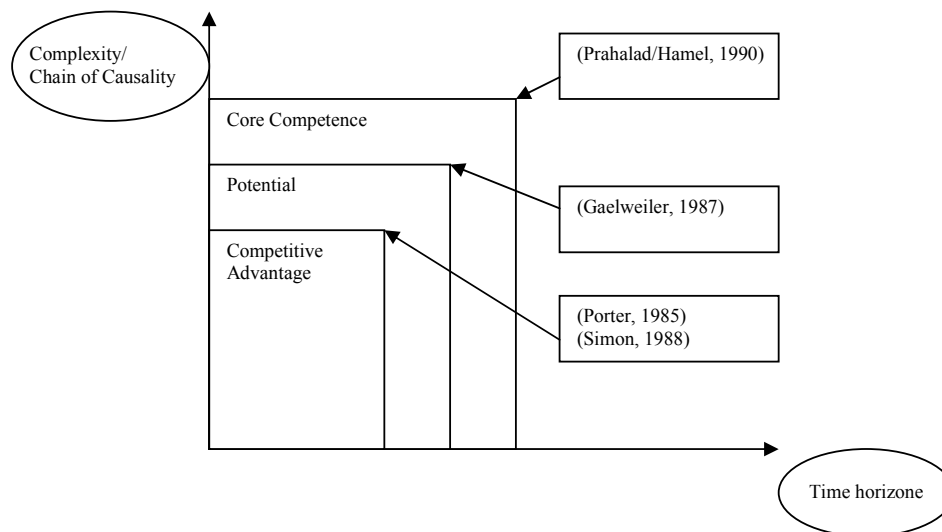 Complexity/
Chain of Causality
(Prahalad/Hamel, 1990)
Core Competence
Potential
(Gaelweiler, 1987)
Competitive
Advantage
(Porter, 1985)
(Simon, 1988)
Time horizone